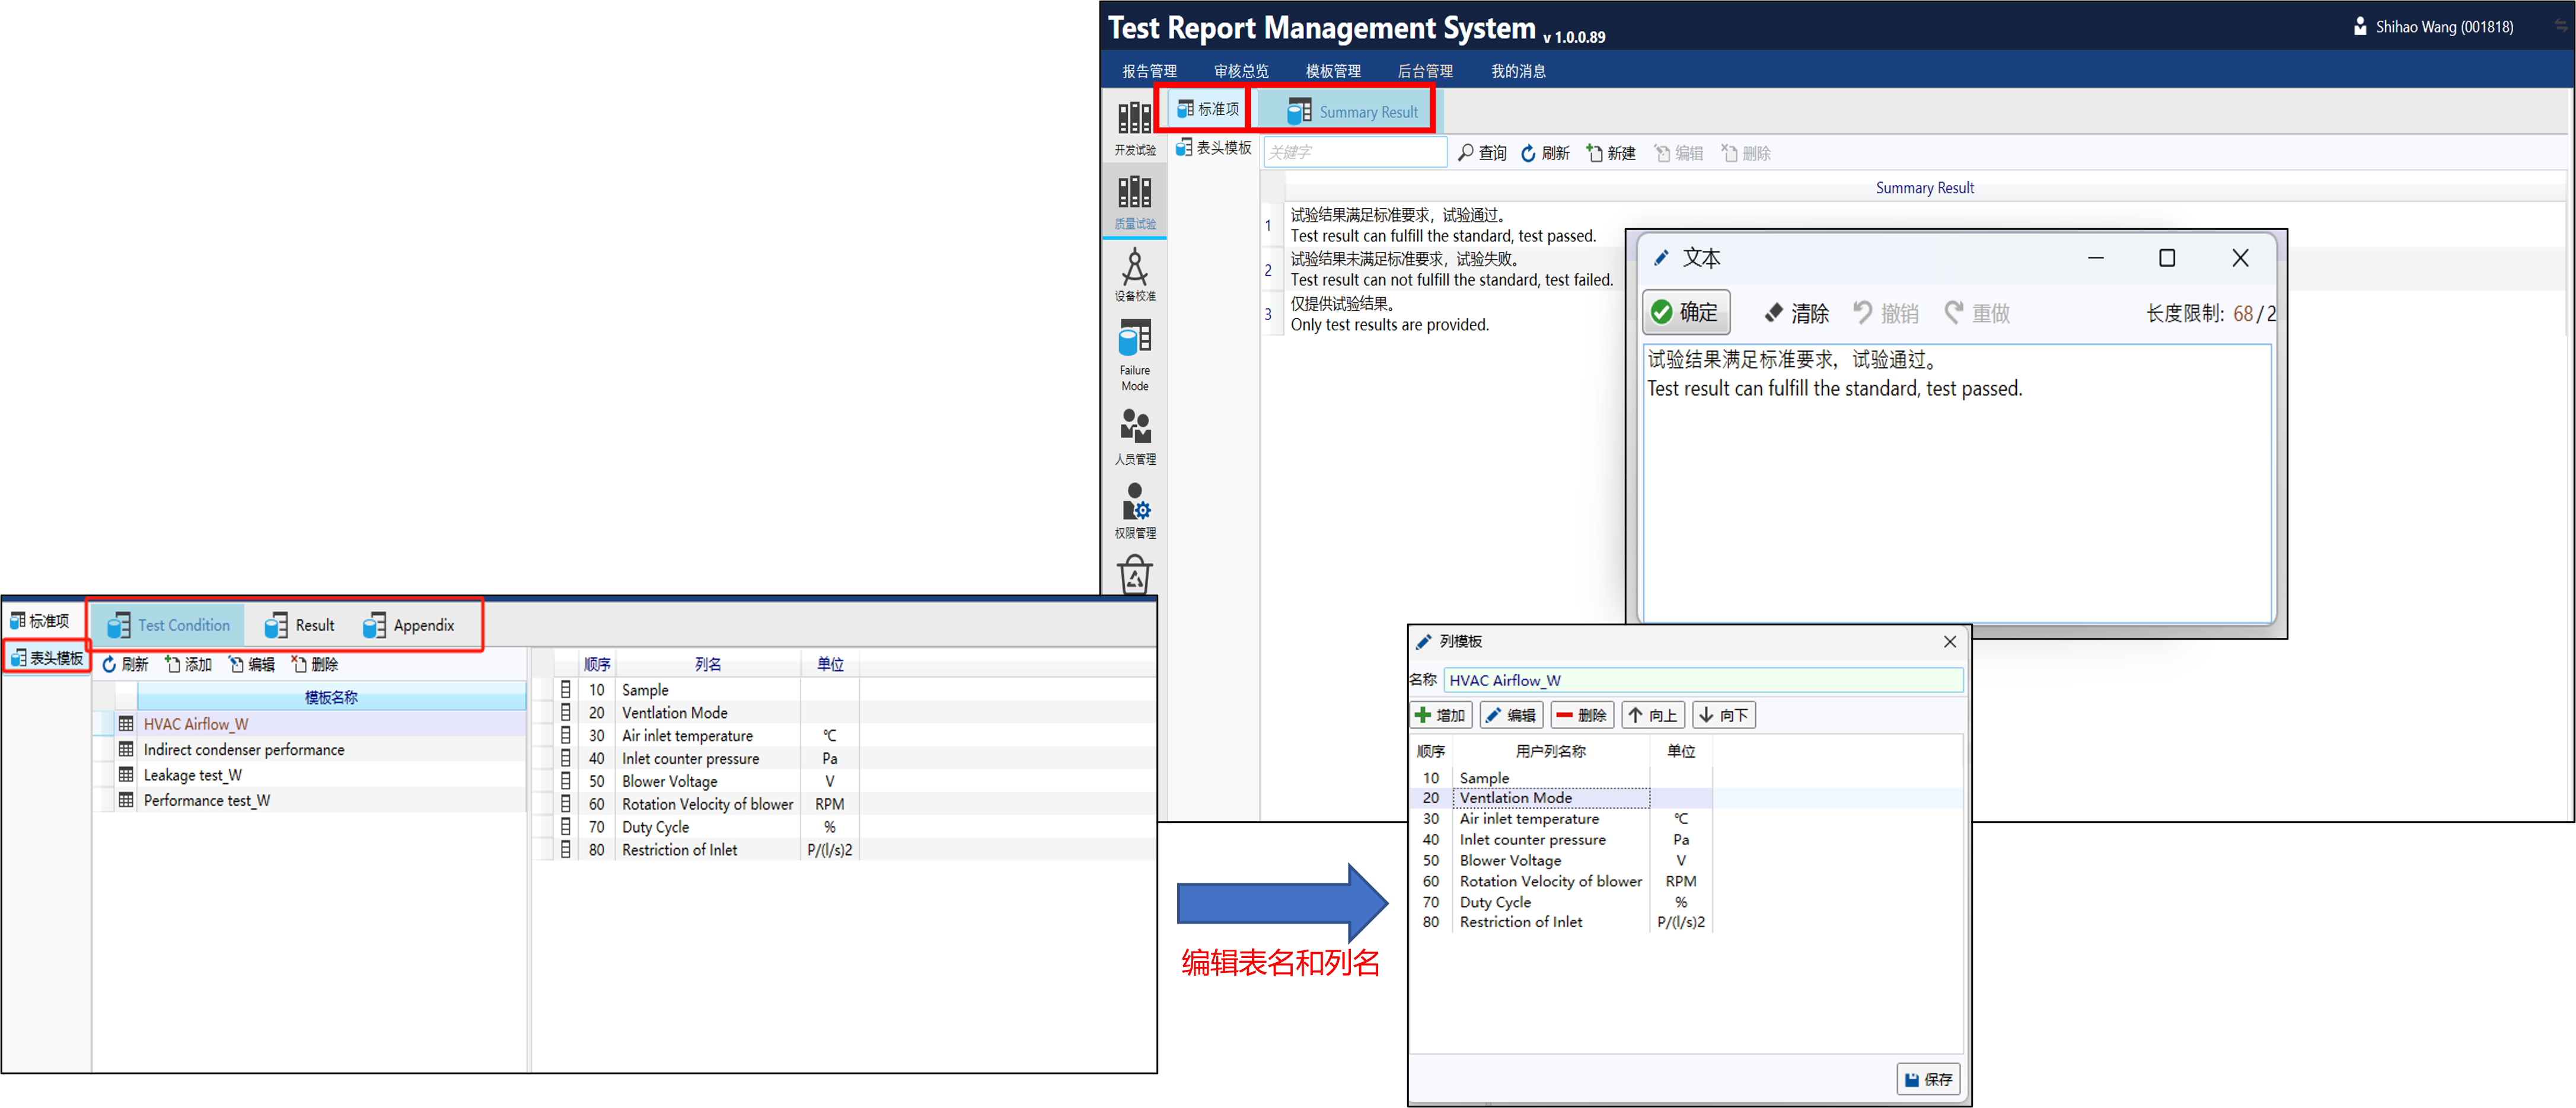 Test Report Management System v 1.0.0.89
Shihao Wang (001818)
报告管理 审核总览 模板管理 后台管理 我的消息
标准项 Summary Result
开发试验
表头模板
关键字 查询 刷新 新建 编辑 删除
质量试验
设备校准
Failure
Mode
人员管理
权限管理
Summary Result
1 试验结果满足标准要求，试验通过。
Test result can fulfill the standard, test passed.
2 试验结果未满足标准要求，试验失败。
Test result can not fulfill the standard, test failed.
3 仅提供试验结果。
Only test results are provided.
文本
确定 清除 撤销 重做 长度限制: 68/2
试验结果满足标准要求，试验通过。
Test result can fulfill the standard, test passed.
标准项 Test Condition Result Appendix
表头模板 刷新 添加 编辑 删除
模板名称
HVAC Airflow_W
Indirect condenser performance
Leakage test_W
Performance test_W
顺序 列名 单位
10 Sample
20 Ventlation Mode
30 Air inlet temperature ℃
40 Inlet counter pressure Pa
50 Blower Voltage V
60 Rotation Velocity of blower RPM
70 Duty Cycle %
80 Restriction of Inlet P/(l/s)2
编辑表名和列名
列模板
名称 HVAC Airflow_W
增加 编辑 删除 向上 向下
顺序 用户列名称 单位
10 Sample
20 Ventlation Mode
30 Air inlet temperature ℃
40 Inlet counter pressure Pa
50 Blower Voltage V
60 Rotation Velocity of blower RPM
70 Duty Cycle %
80 Restriction of Inlet P/(l/s)2
保存